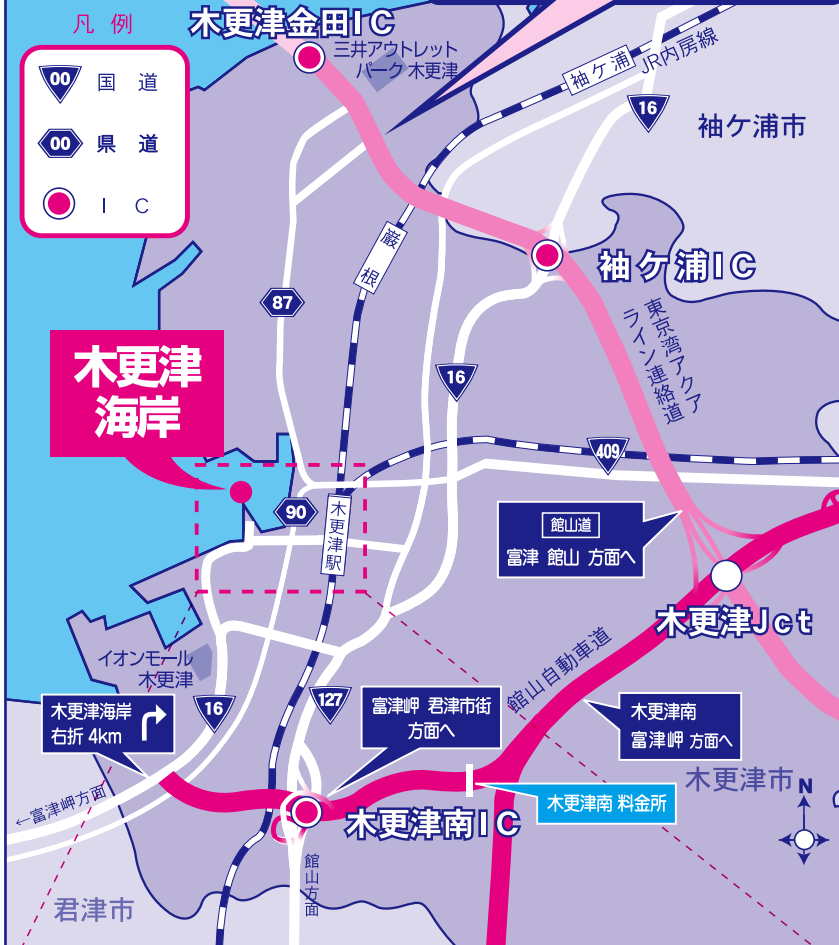 凡 例
00 国 道
00 県 道
I C
木更津金田IC
三井アウトレット
パーク 木更津
袖ケ浦
JR内房線
16
袖ケ浦市
巌根
袖ケ浦IC
87
東京湾アクア
ライン連絡道
木更津
海岸
16
409
90
木更津駅
館山道
富津 館山 方面へ
木更津Jct
イオンモール
木更津
館山自動車道
木更津海岸
右折 4km
16
127
富津岬 君津市街
方面へ
木更津南
富津岬 方面へ
木更津市
N
←富津岬方面
木更津南IC
木更津南 料金所
館山方面
君津市